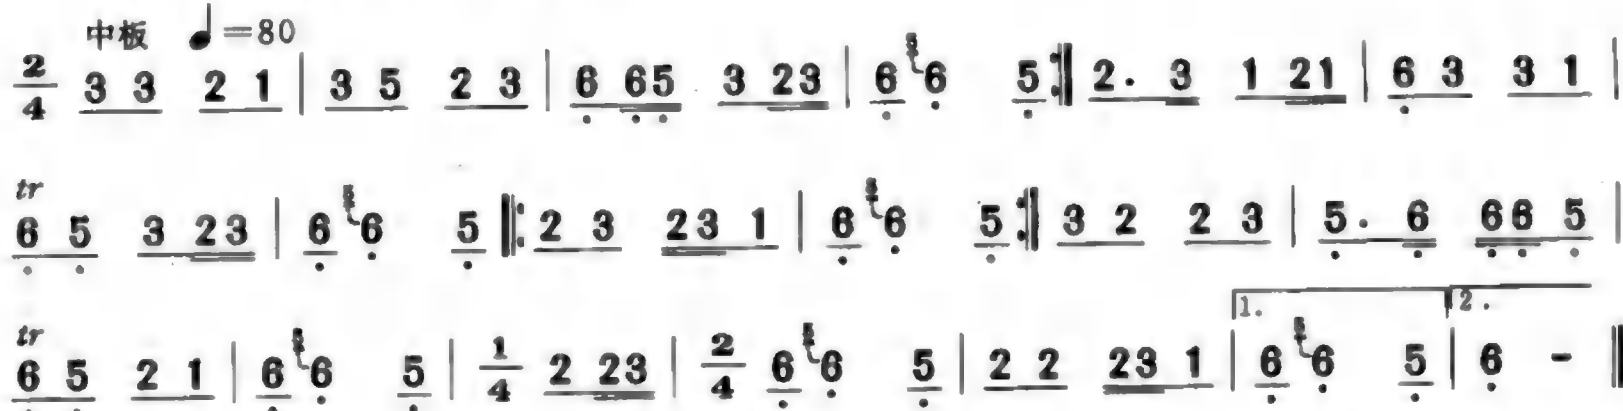 中板 ♩=80
2/4 3 3 2 1 | 3 5 2 3 | 6 65 3 23 | 6 6 5 :‖ 2. 3 1 21 | 6 3 3 1 |
tr
6 5 3 23 | 6 6 5 ‖: 2 3 23 1 | 6 6 5 :‖ 3 2 2 3 | 5. 6 66 5 |
1. 2.
tr
6 5 2 1 | 6 6 5 | 1/4 2 23 | 2/4 6 6 5 | 2 2 23 1 | 6 6 5 | 6 - ‖